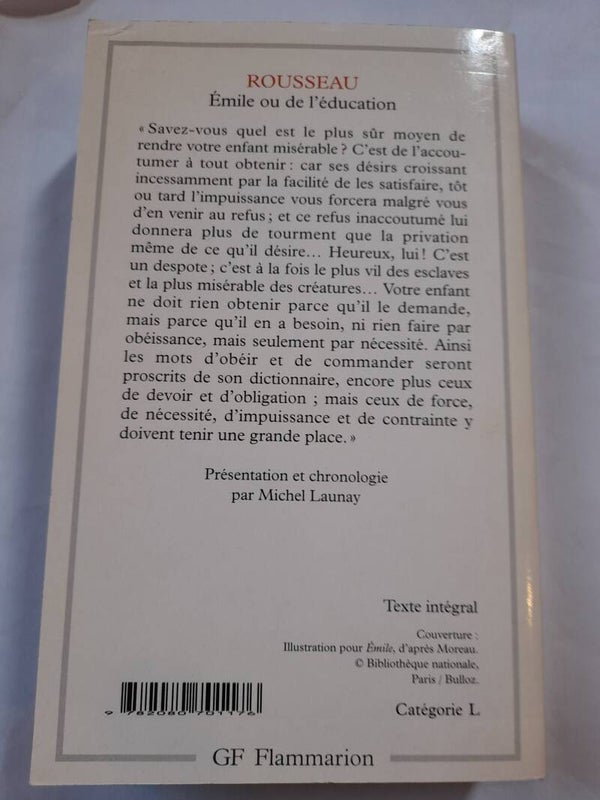 ROUSSEAU
Émile ou de l'éducation
« Savez-vous quel est le plus sûr moyen de
rendre votre enfant misérable ? C'est de l'accou-
tumer à tout obtenir : car ses désirs croissant
incessamment par la facilité de les satisfaire, tôt
ou tard l'impuissance vous forcera malgré vous
d'en venir au refus ; et ce refus inaccoutumé lui
donnera plus de tourment que la privation
même de ce qu'il désire... Heureux, lui ! C'est
un despote ; c'est à la fois le plus vil des esclaves
et la plus misérable des créatures... Votre enfant
ne doit rien obtenir parce qu'il le demande,
mais parce qu'il en a besoin, ni rien faire par
obéissance, mais seulement par nécessité. Ainsi
les mots d'obéir et de commander seront
proscrits de son dictionnaire, encore plus ceux
de devoir et d'obligation ; mais ceux de force,
de nécessité, d'impuissance et de contrainte y
doivent tenir une grande place. »
Présentation et chronologie
par Michel Launay
Texte intégral
Couverture :
Illustration pour Émile, d'après Moreau.
© Bibliothèque nationale,
Paris / Bulloz.
9 782080 701176
Catégorie L
GF Flammarion